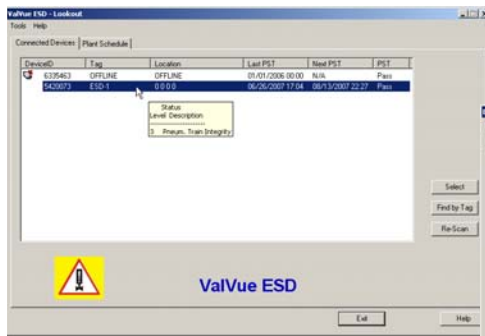 ValVue ESD - Lookout
Tools Help
Connected Devices Plant Schedule
DeviceID Tag Location Last PST Next PST PST
6335463 OFFLINE OFFLINE 01/01/2006 00:00 N/A Pass
5420073 ESD-1 0 0 0 0 06/26/2007 17:04 08/13/2007 22:27 Pass
Status
Level Description
3 Pneum. Train Integrity
Select
Find by Tag
Re-Scan
ValVue ESD
Exit Help